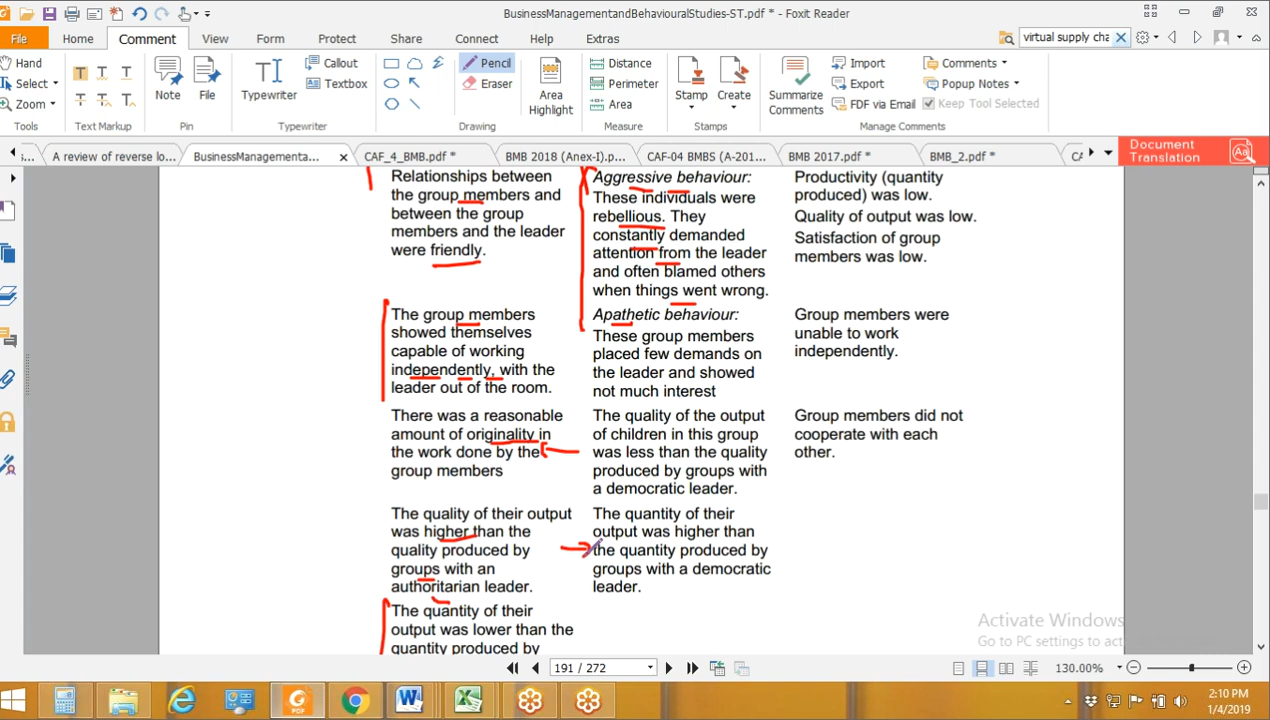 BusinessManagementandBehaviouralStudies-ST.pdf * - Foxit Reader
File
Home
Comment
View
Form
Protect
Share
Connect
Help
Extras
virtual supply cha
Hand
Select
Zoom
Tools
Text Markup
Note
File
Pin
Typewriter
Callout
Textbox
Typewriter
Pencil
Eraser
Area
Highlight
Drawing
Distance
Perimeter
Area
Measure
Stamp
Create
Stamps
Summarize
Comments
Import
Export
FDF via Email
Comments
Popup Notes
Keep Tool Selected
Manage Comments
A review of reverse lo...
BusinessManagementa...
CAF_4_BMB.pdf *
BMB 2018 (Anex-I).p...
CAF-04 BMBS (A-201...
BMB 2017.pdf *
BMB_2.pdf *
CA
Document
Translation
Relationships between
the group members and
between the group
members and the leader
were friendly.
The group members
showed themselves
capable of working
independently, with the
leader out of the room.
There was a reasonable
amount of originality in
the work done by the
group members
The quality of their output
was higher than the
quality produced by
groups with an
authoritarian leader.
The quantity of their
output was lower than the
quantity produced by
Aggressive behaviour:
These individuals were
rebellious. They
constantly demanded
attention from the leader
and often blamed others
when things went wrong.
Apathetic behaviour:
These group members
placed few demands on
the leader and showed
not much interest
The quality of the output
of children in this group
was less than the quality
produced by groups with
a democratic leader.
The quantity of their
output was higher than
the quantity produced by
groups with a democratic
leader.
Productivity (quantity
produced) was low.
Quality of output was low.
Satisfaction of group
members was low.
Group members were
unable to work
independently.
Group members did not
cooperate with each
other.
Activate Windows
Go to PC settings to act
191 / 272
130.00%
2:10 PM
1/4/2019